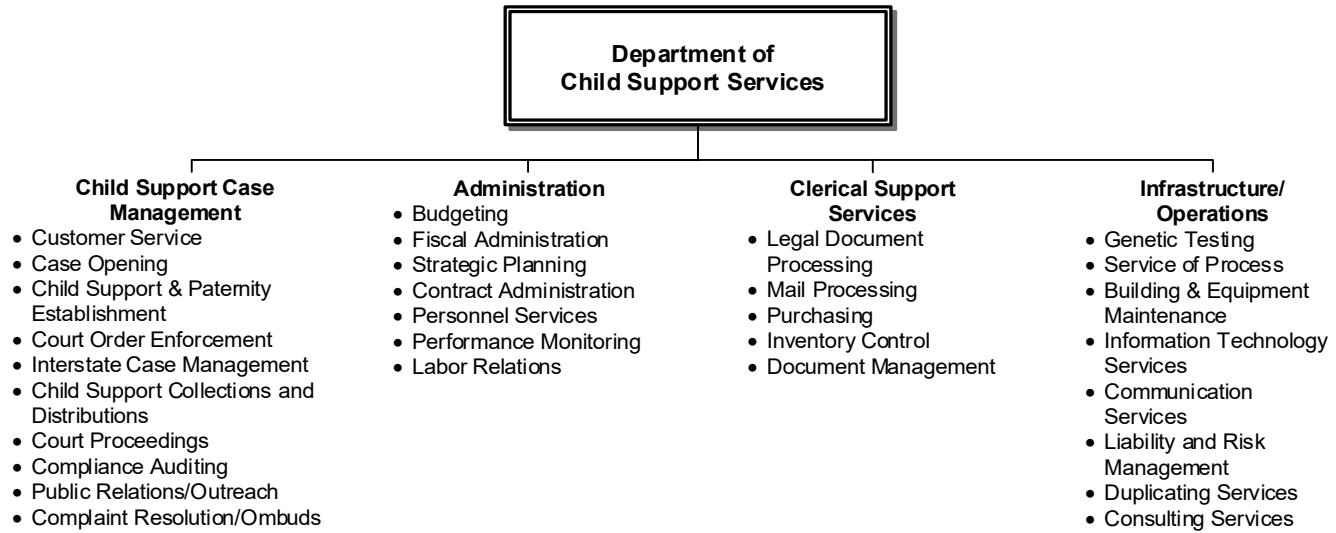 Department of
Child Support Services
Child Support Case
Management
• Customer Service
• Case Opening
• Child Support & Paternity
Establishment
• Court Order Enforcement
• Interstate Case Management
• Child Support Collections and
Distributions
• Court Proceedings
• Compliance Auditing
• Public Relations/Outreach
• Complaint Resolution/Ombuds
Administration
• Budgeting
• Fiscal Administration
• Strategic Planning
• Contract Administration
• Personnel Services
• Performance Monitoring
• Labor Relations
Clerical Support
Services
• Legal Document
Processing
• Mail Processing
• Purchasing
• Inventory Control
• Document Management
Infrastructure/
Operations
• Genetic Testing
• Service of Process
• Building & Equipment
Maintenance
• Information Technology
Services
• Communication
Services
• Liability and Risk
Management
• Duplicating Services
• Consulting Services